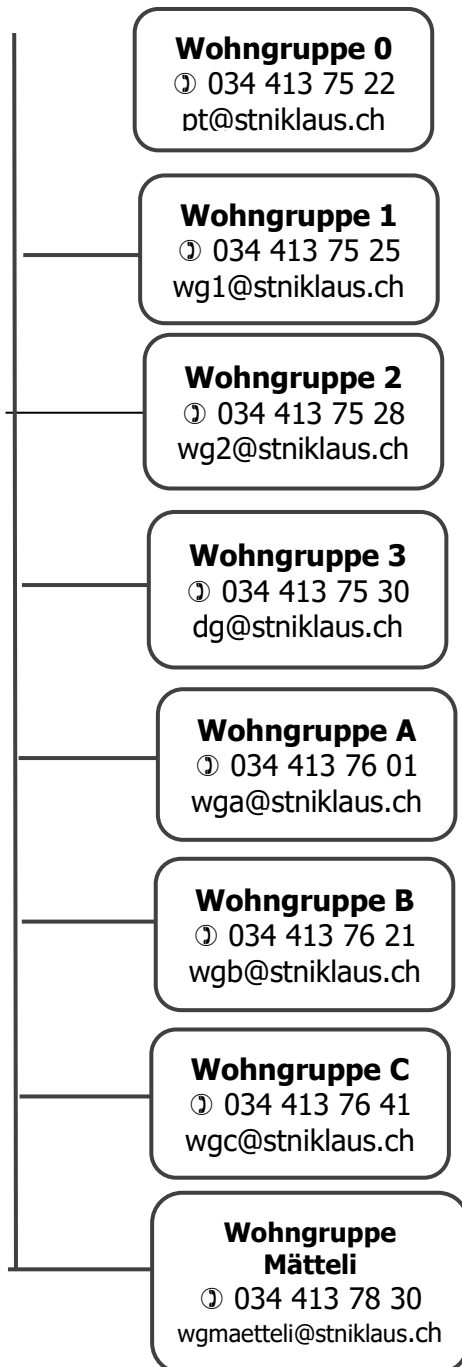 Wohngruppe 0
✆ 034 413 75 22
pt@stniklaus.ch
Wohngruppe 1
✆ 034 413 75 25
wg1@stniklaus.ch
Wohngruppe 2
✆ 034 413 75 28
wg2@stniklaus.ch
Wohngruppe 3
✆ 034 413 75 30
dg@stniklaus.ch
Wohngruppe A
✆ 034 413 76 01
wga@stniklaus.ch
Wohngruppe B
✆ 034 413 76 21
wgb@stniklaus.ch
Wohngruppe C
✆ 034 413 76 41
wgc@stniklaus.ch
Wohngruppe
Mätteli
✆ 034 413 78 30
wgmaetteli@stniklaus.ch